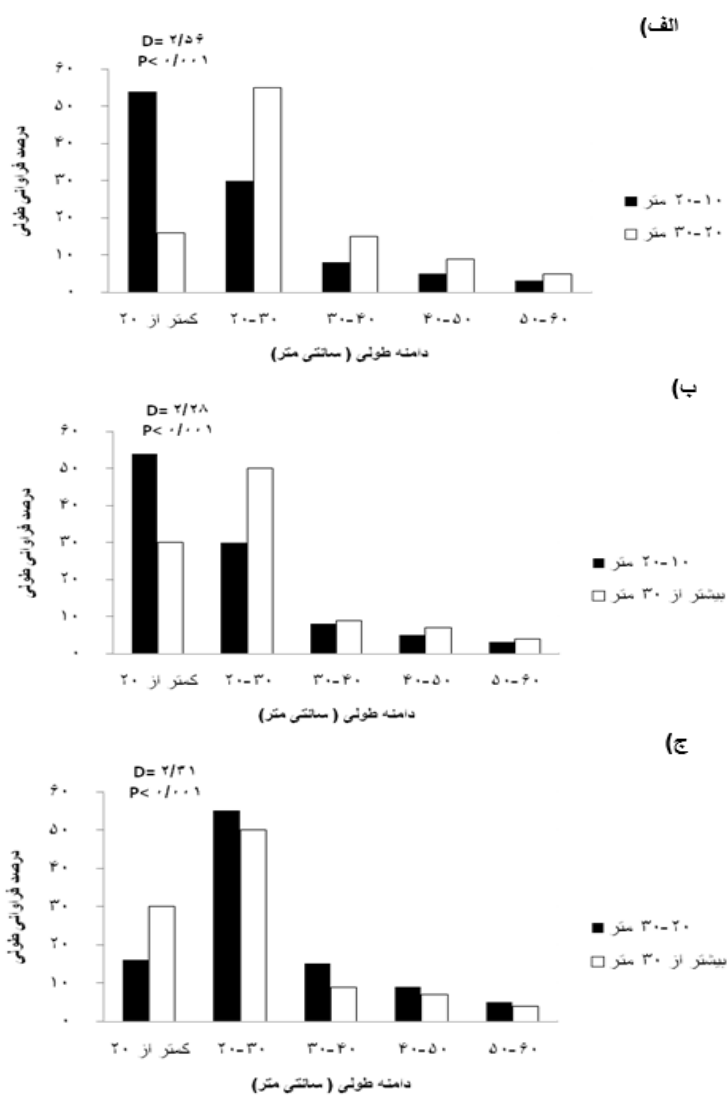 الف)
D= ۲/۵۶
P< ۰/۰۰۱
درصد فراوانی طولی
۶۰
۵۰
۴۰
۳۰
۲۰
۱۰
۰
کمتر از ۲۰
۲۰-۳۰
۳۰-۴۰
۴۰-۵۰
۵۰-۶۰
دامنه طولی ( سانتی متر)
۲۰-۱۰ متر
۳۰-۲۰ متر
ب)
D= ۲/۲۸
P< ۰/۰۰۱
درصد فراوانی طولی
۶۰
۵۰
۴۰
۳۰
۲۰
۱۰
۰
کمتر از ۲۰
۲۰-۳۰
۳۰-۴۰
۴۰-۵۰
۵۰-۶۰
دامنه طولی ( سانتی متر)
۲۰-۱۰ متر
بیشتر از ۳۰ متر
ج)
D= ۲/۳۱
P< ۰/۰۰۱
درصد فراوانی طولی
۶۰
۵۰
۴۰
۳۰
۲۰
۱۰
۰
کمتر از ۲۰
۲۰-۳۰
۳۰-۴۰
۴۰-۵۰
۵۰-۶۰
دامنه طولی ( سانتی متر)
۳۰-۲۰ متر
بیشتر از ۳۰ متر